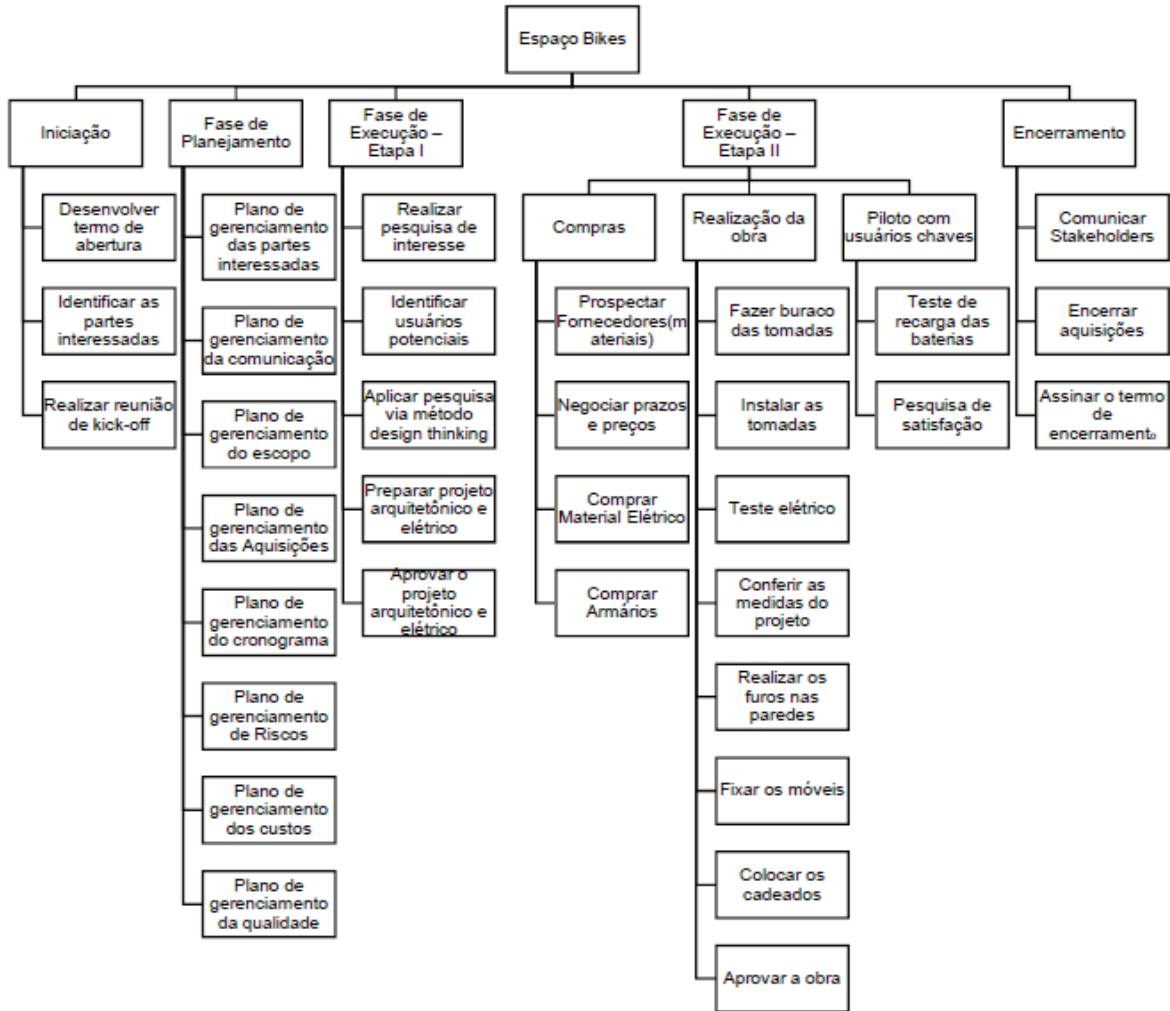 Espaço Bikes
Iniciação
Fase de
Planejamento
Fase de
Execução –
Etapa I
Fase de
Execução –
Etapa II
Encerramento
Desenvolver
termo de
abertura
Identificar as
partes
interessadas
Realizar reunião
de kick-off
Plano de
gerenciamento
das partes
interessadas
Plano de
gerenciamento
da comunicação
Plano de
gerenciamento
do escopo
Plano de
gerenciamento
das Aquisições
Plano de
gerenciamento
do cronograma
Plano de
gerenciamento
de Riscos
Plano de
gerenciamento
dos custos
Plano de
gerenciamento
da qualidade
Realizar
pesquisa de
interesse
Identificar
usuários
potenciais
Aplicar pesquisa
via método
design thinking
Preparar projeto
arquitetônico e
elétrico
Aprovar o
projeto
arquitetônico e
elétrico
Compras
Prospectar
Fornecedores(m
ateriais)
Negociar prazos
e preços
Comprar
Material Elétrico
Comprar
Armários
Realização da
obra
Fazer buraco
das tomadas
Instalar as
tomadas
Teste elétrico
Conferir as
medidas do
projeto
Realizar os
furos nas
paredes
Fixar os móveis
Colocar os
cadeados
Aprovar a obra
Piloto com
usuários chaves
Teste de
recarga das
baterias
Pesquisa de
satisfação
Comunicar
Stakeholders
Encerrar
aquisições
Assinar o termo
de
encerramento